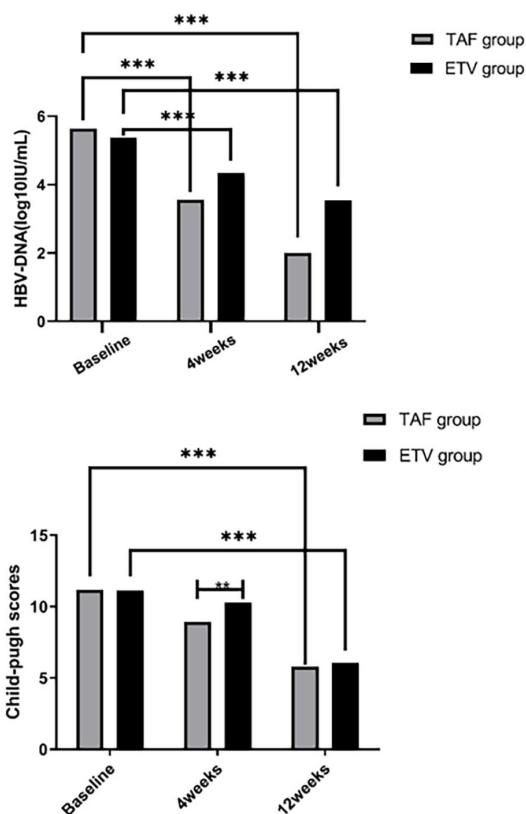 ***
TAF group
ETV group
***
***
***
HBV-DNA(log10IU/mL)
6
4
2
0
Baseline
4weeks
12weeks
TAF group
ETV group
***
***
**
Child-pugh scores
15
10
5
0
Baseline
4weeks
12weeks